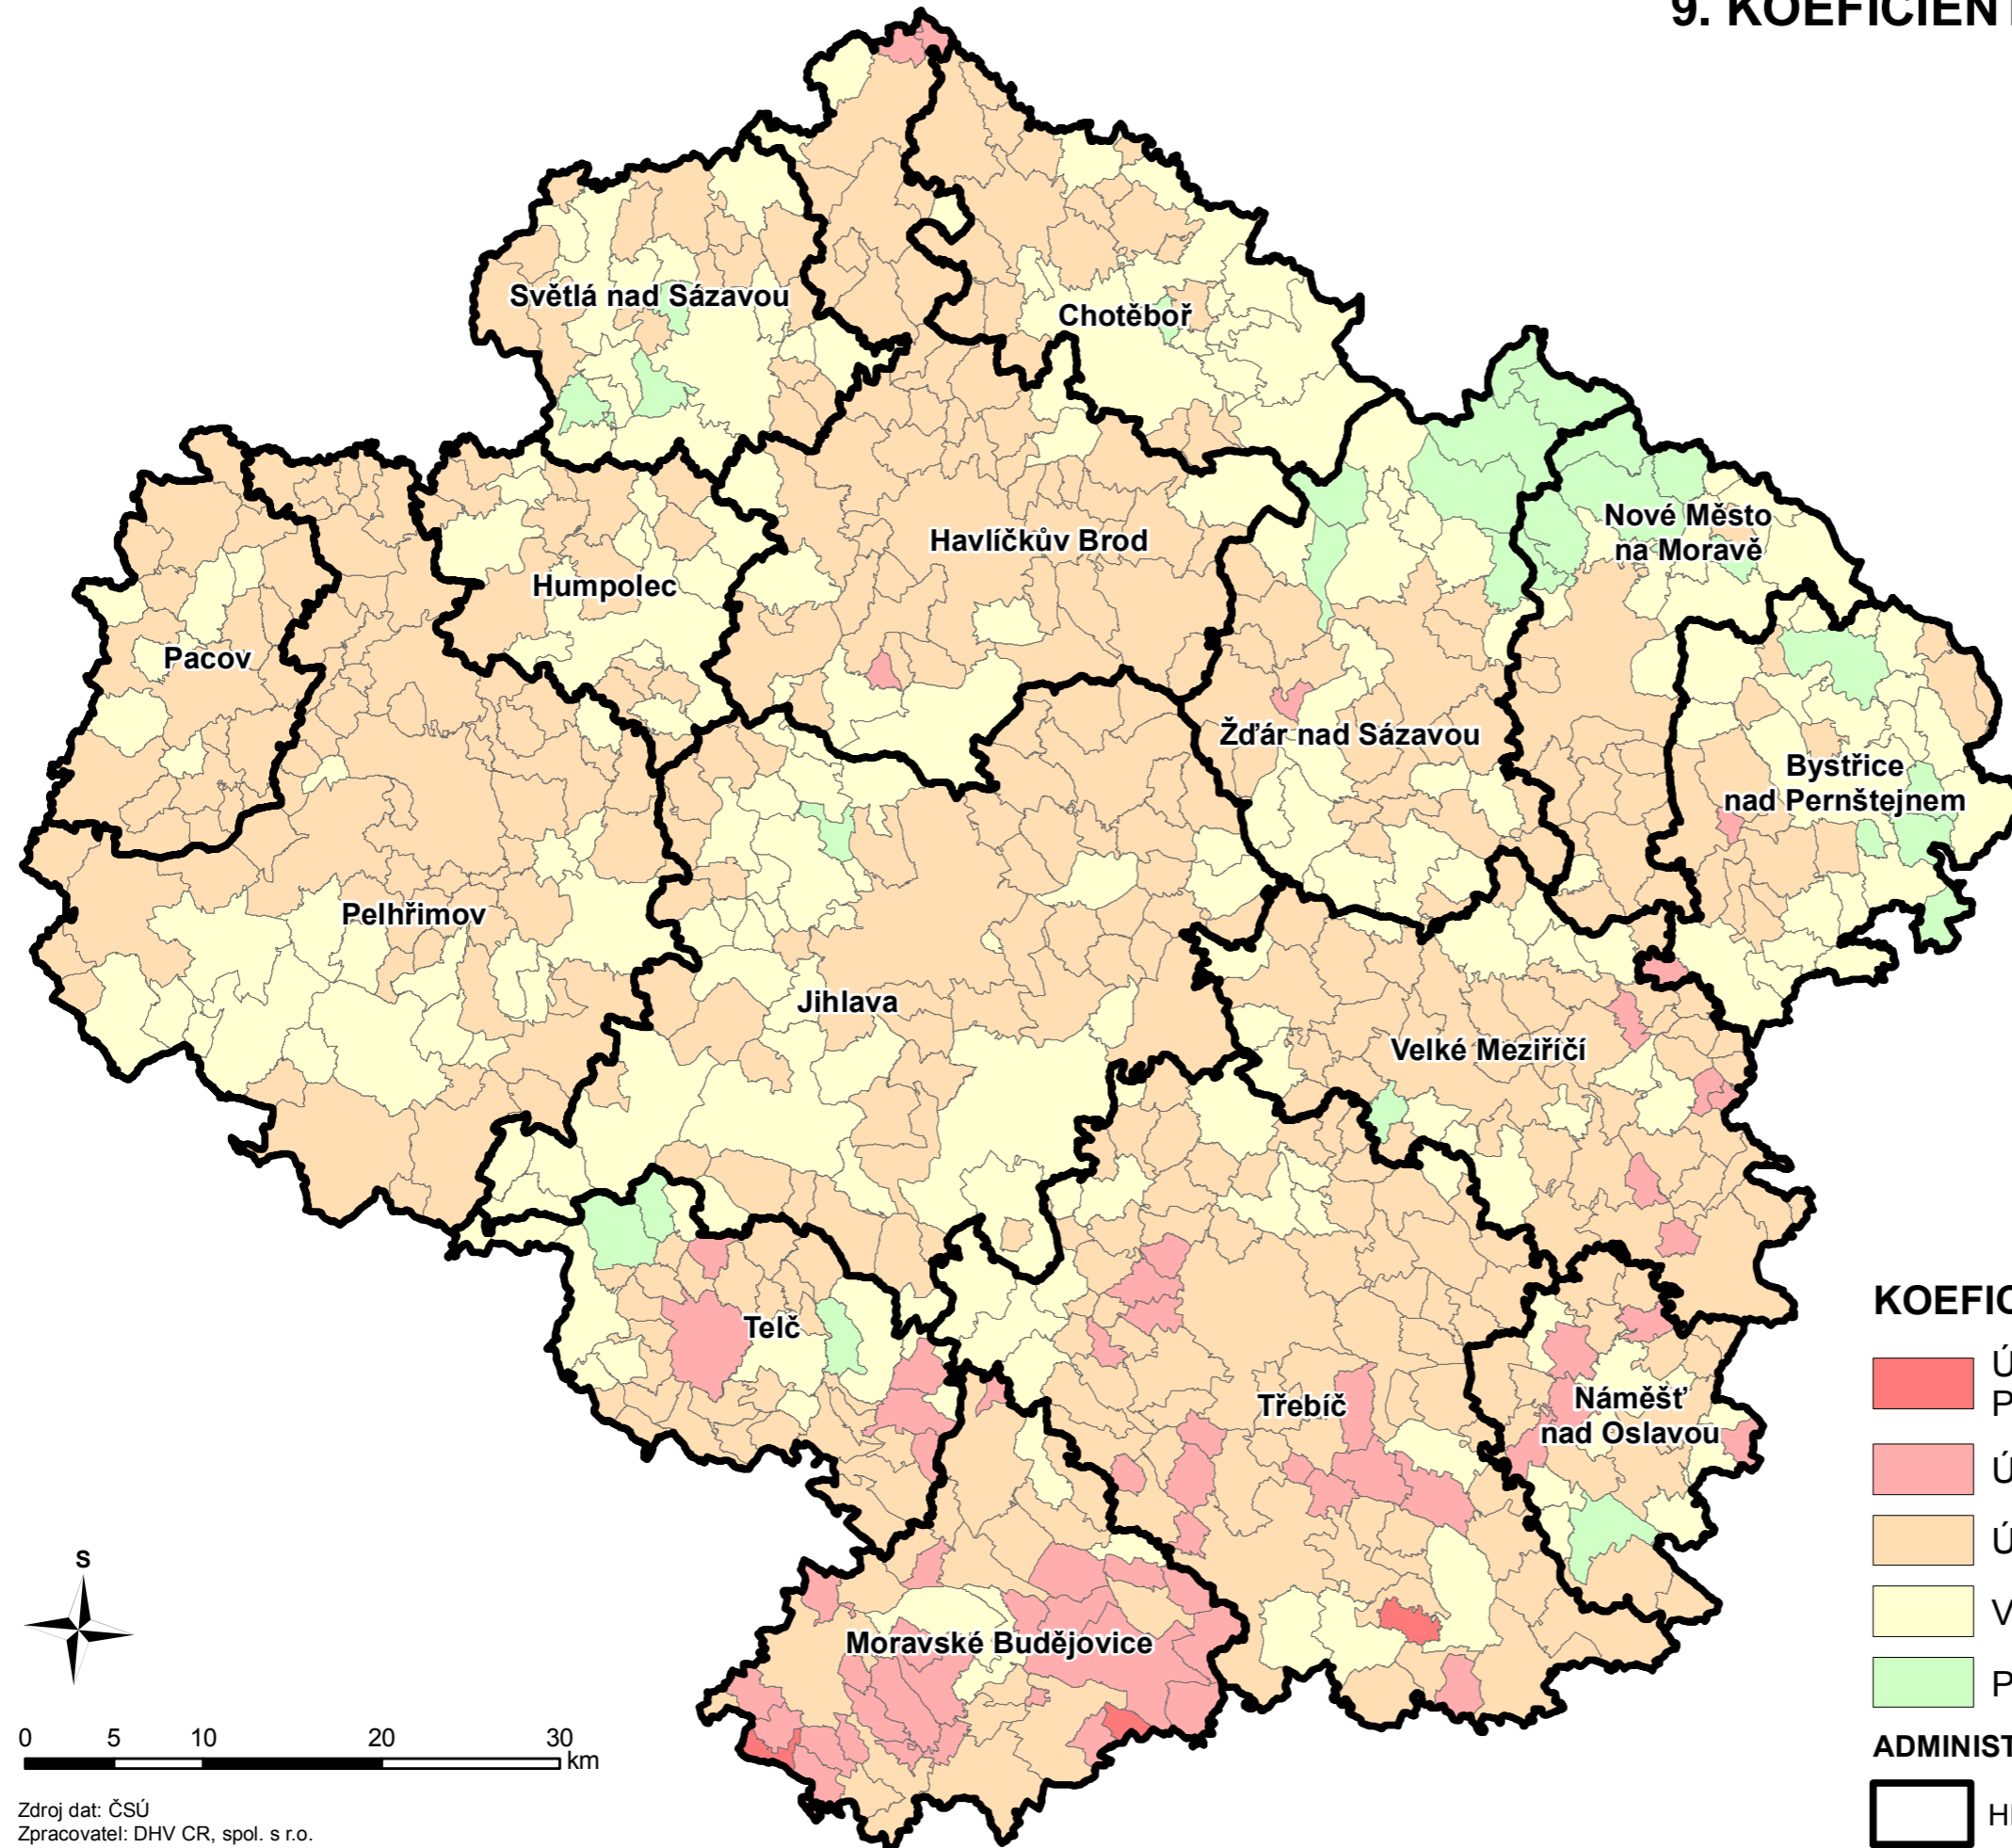 9. KOEFICIENT
Světlá nad Sázavou
Chotěboř
Havlíčkův Brod
Nové Město
na Moravě
Humpolec
Pacov
Žďár nad Sázavou
Bystřice
nad Pernštejnem
Pelhřimov
Jihlava
Velké Meziříčí
Telč
Třebíč
Náměšť
nad Oslavou
Moravské Budějovice
S
0 5 10 20 30
km
Zdroj dat: ČSÚ
Zpracovatel: DHV CR, spol. s r.o.
KOEFIC
Ú
P
Ú
Ú
V
P
ADMINIST